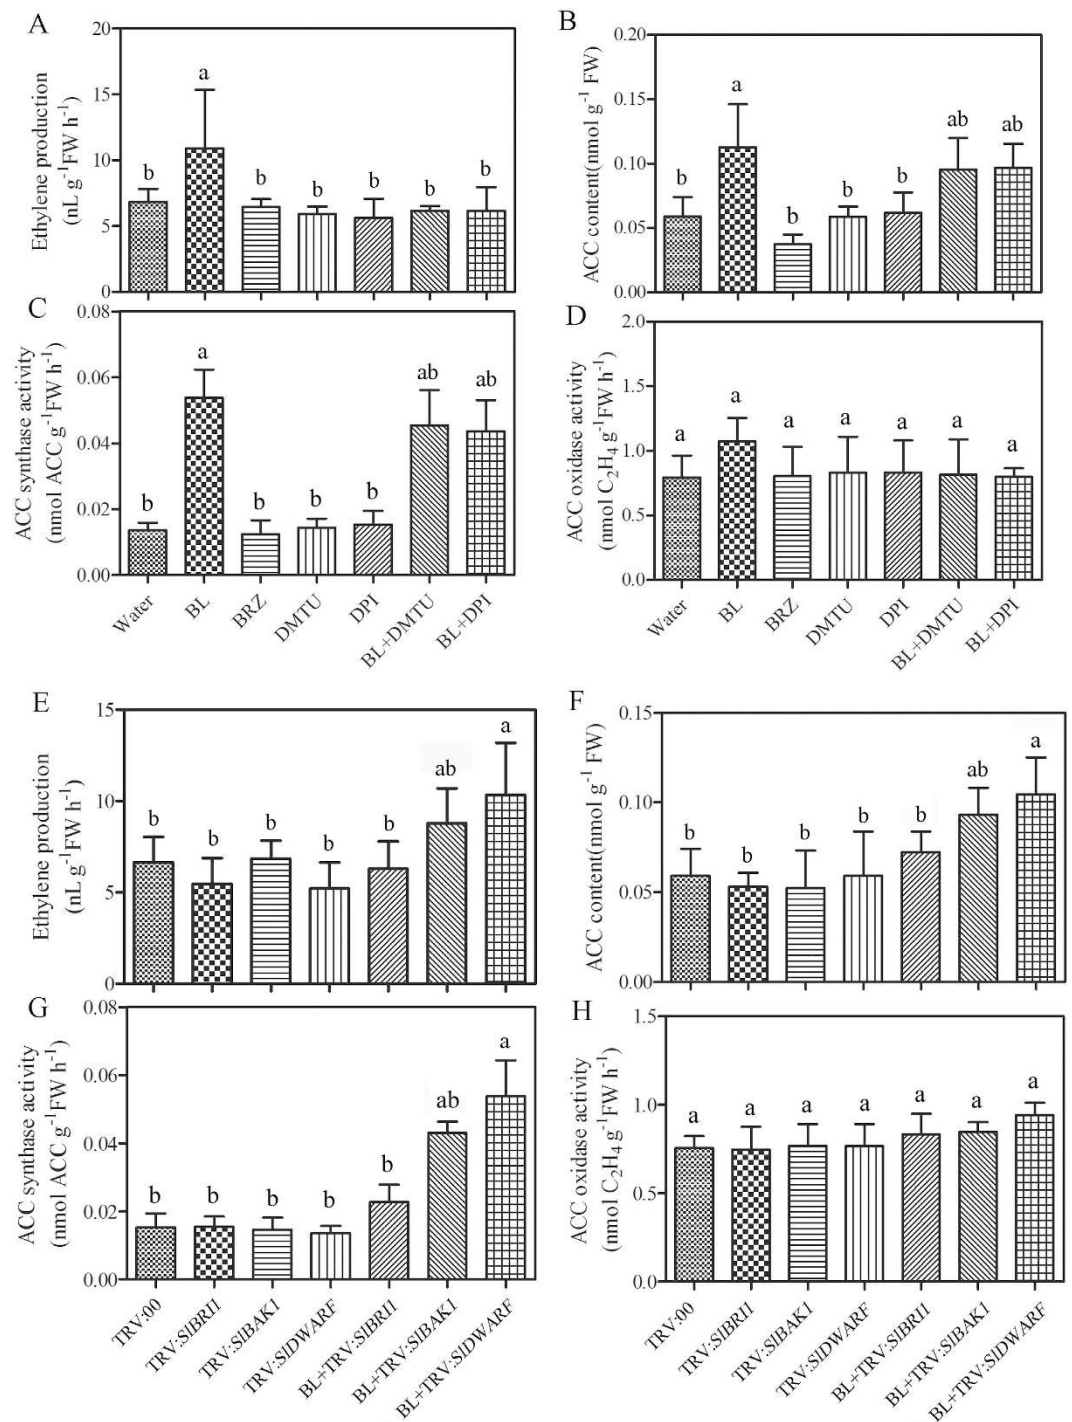 A
Ethylene production
(nL g-1FW h-1)
20
15
10
5
0
b
a
b
b
b
b
b
B
ACC content(nmol g-1 FW)
0.20
0.15
0.10
0.05
0.00
b
a
b
b
b
ab
ab
C
ACC synthase activity
(nmol ACC g-1FW h-1)
0.08
0.06
0.04
0.02
0.00
b
a
b
b
b
ab
ab
Water
BL
BRZ
DMTU
DPI
BL+DMTU
BL+DPI
D
ACC oxidase activity
(nmol C2H4 g-1FW h-1)
2.0
1.5
1.0
0.5
0.0
a
a
a
a
a
a
a
Water
BL
BRZ
DMTU
DPI
BL+DMTU
BL+DPI
E
Ethylene production
(nL g-1FW h-1)
15
10
5
0
b
b
b
b
b
ab
a
F
ACC content(nmol g-1 FW)
0.15
0.10
0.05
0.00
b
b
b
b
b
ab
a
G
ACC synthase activity
(nmol ACC g-1FW h-1)
0.08
0.06
0.04
0.02
0.00
b
b
b
b
b
ab
a
TRV:00
TRV:SlBRI1
TRV:SlBAK1
TRV:SlDWARF
BL+TRV:SlBRI1
BL+TRV:SlBAK1
BL+TRV:SlDWARF
H
ACC oxidase activity
(nmol C2H4 g-1FW h-1)
1.5
1.0
0.5
0.0
a
a
a
a
a
a
a
TRV:00
TRV:SlBRI1
TRV:SlBAK1
TRV:SlDWARF
BL+TRV:SlBRI1
BL+TRV:SlBAK1
BL+TRV:SlDWARF